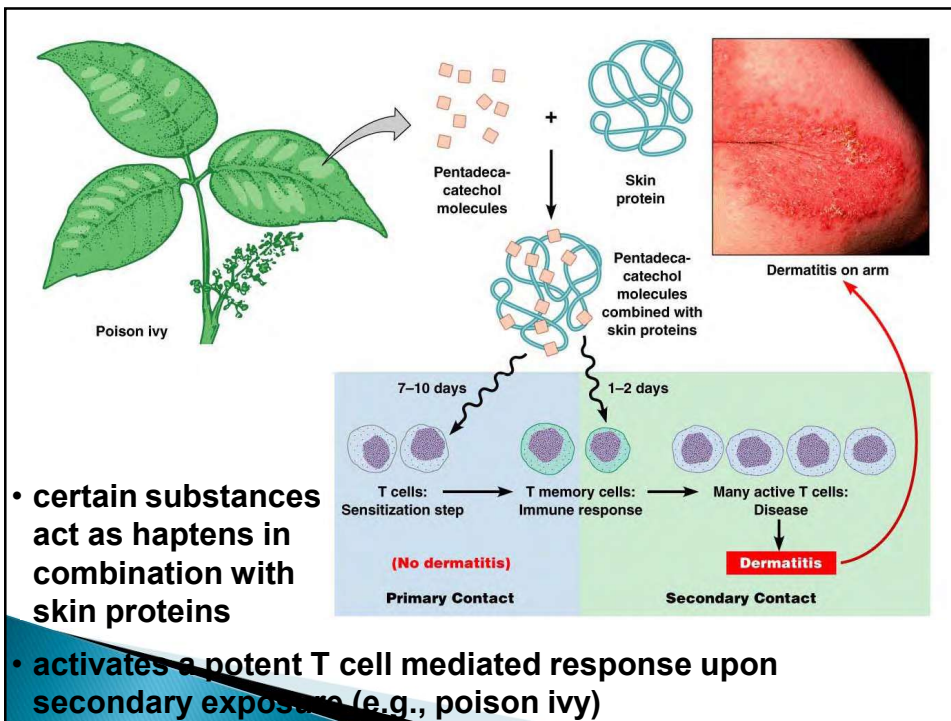 Pentadeca-
catechol
molecules
+
Skin
protein
Dermatitis on arm
Poison ivy
Pentadeca-
catechol
molecules
combined with
skin proteins
7–10 days
1–2 days
T cells:
Sensitization step
T memory cells:
Immune response
Many active T cells:
Disease
(No dermatitis)
Dermatitis
Primary Contact
Secondary Contact
• certain substances
act as haptens in
combination with
skin proteins
• activates a potent T cell mediated response upon
secondary exposure (e.g., poison ivy)